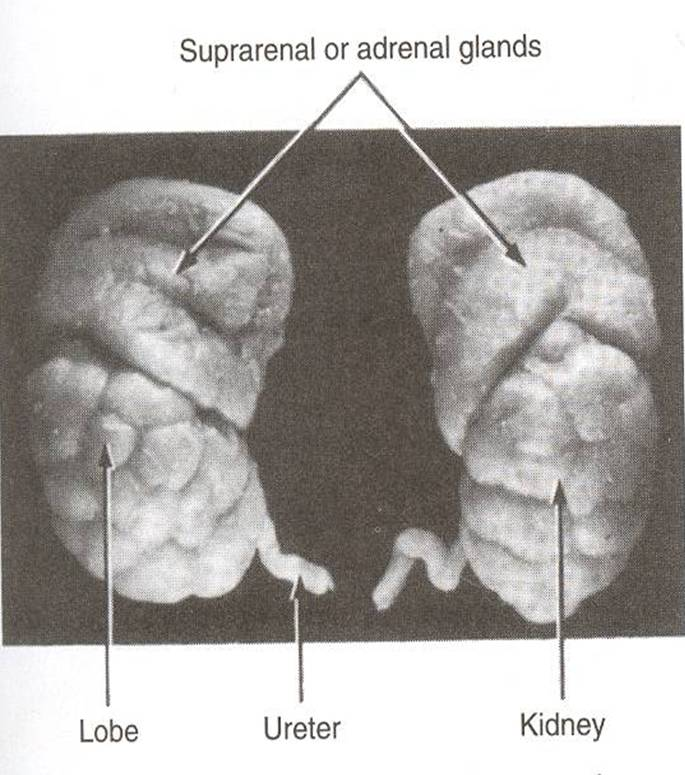 Suprarenal or adrenal glands
Lobe
Ureter
Kidney